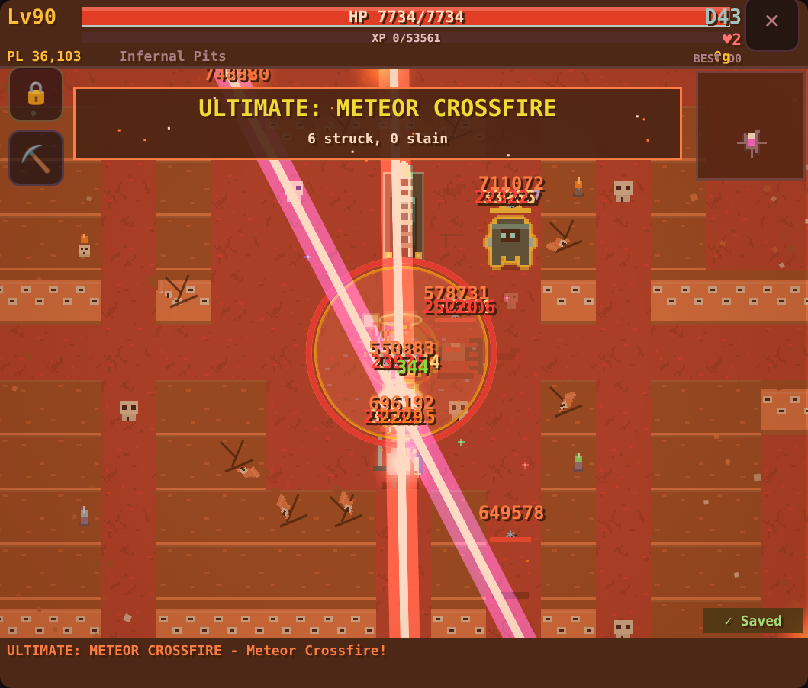 Lv90
HP 7734/7734
D43
XP 0/53561
♥2
PL 36,103
Infernal Pits
ULTIMATE: METEOR CROSSFIRE
6 struck, 0 slain
711072
578731
550883
344
696192
649578
✓ Saved
ULTIMATE: METEOR CROSSFIRE - Meteor Crossfire!